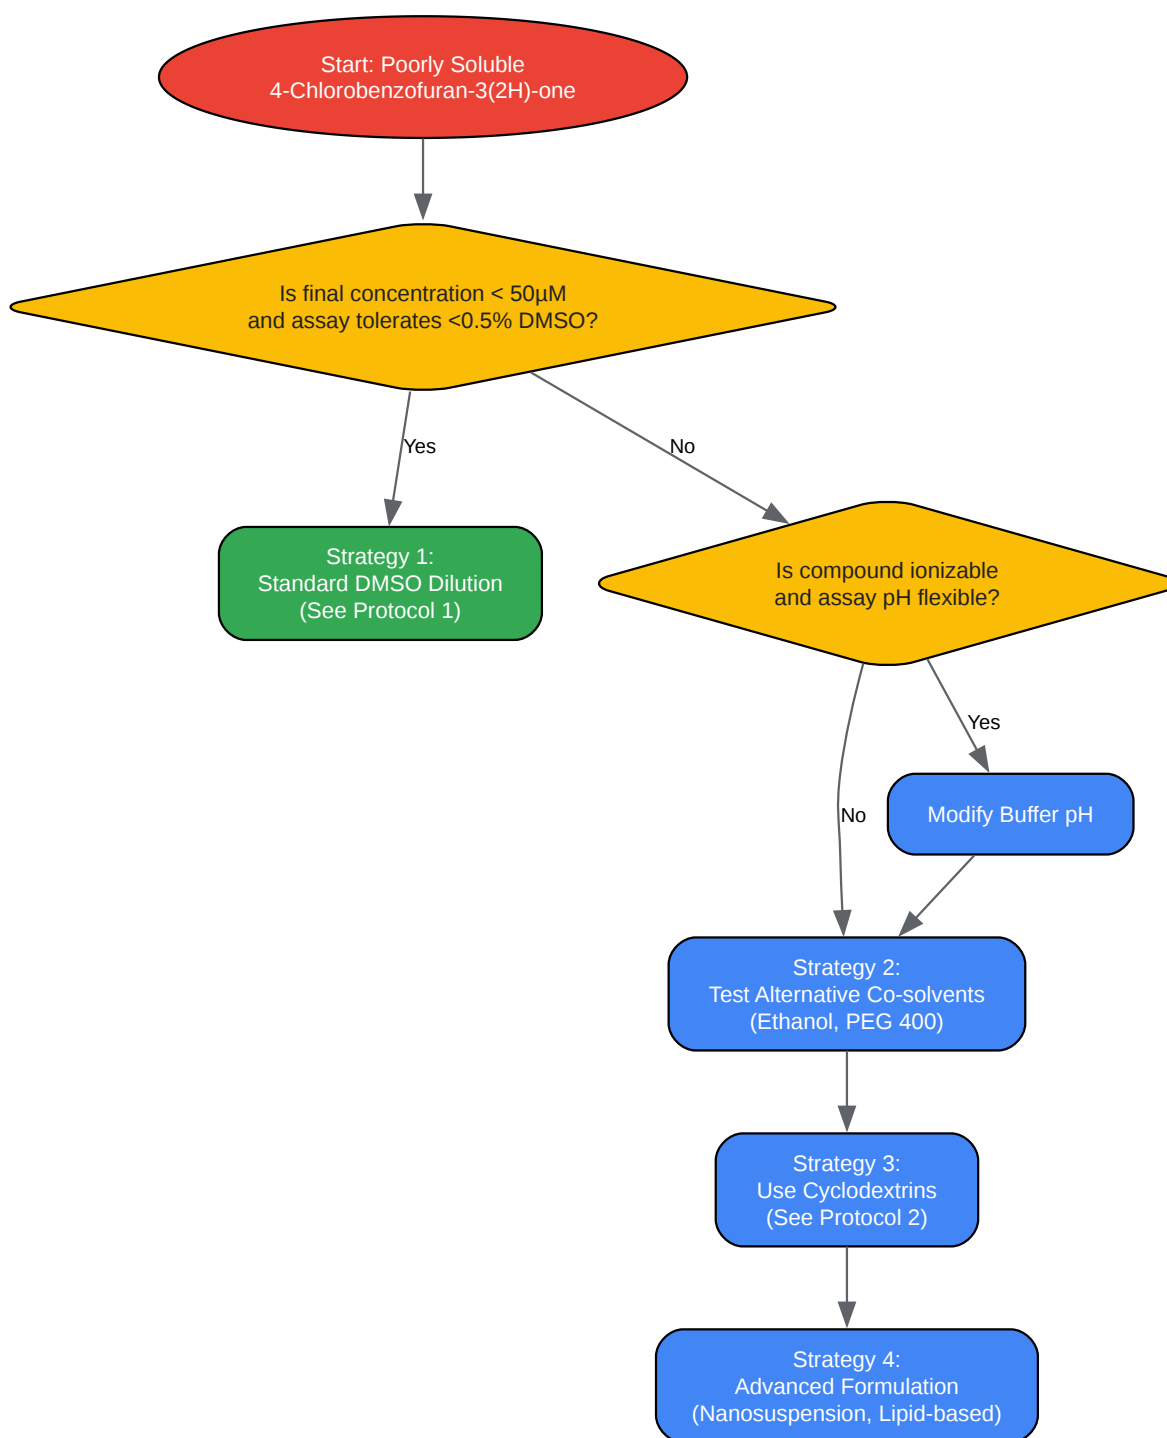 Start: Poorly Soluble
4-Chlorobenzofuran-3(2H)-one
Is final concentration < 50µM
and assay tolerates <0.5% DMSO?
Yes
No
Strategy 1:
Standard DMSO Dilution
(See Protocol 1)
Is compound ionizable
and assay pH flexible?
Yes
No
Modify Buffer pH
Strategy 2:
Test Alternative Co-solvents
(Ethanol, PEG 400)
Strategy 3:
Use Cyclodextrins
(See Protocol 2)
Strategy 4:
Advanced Formulation
(Nanosuspension, Lipid-based)